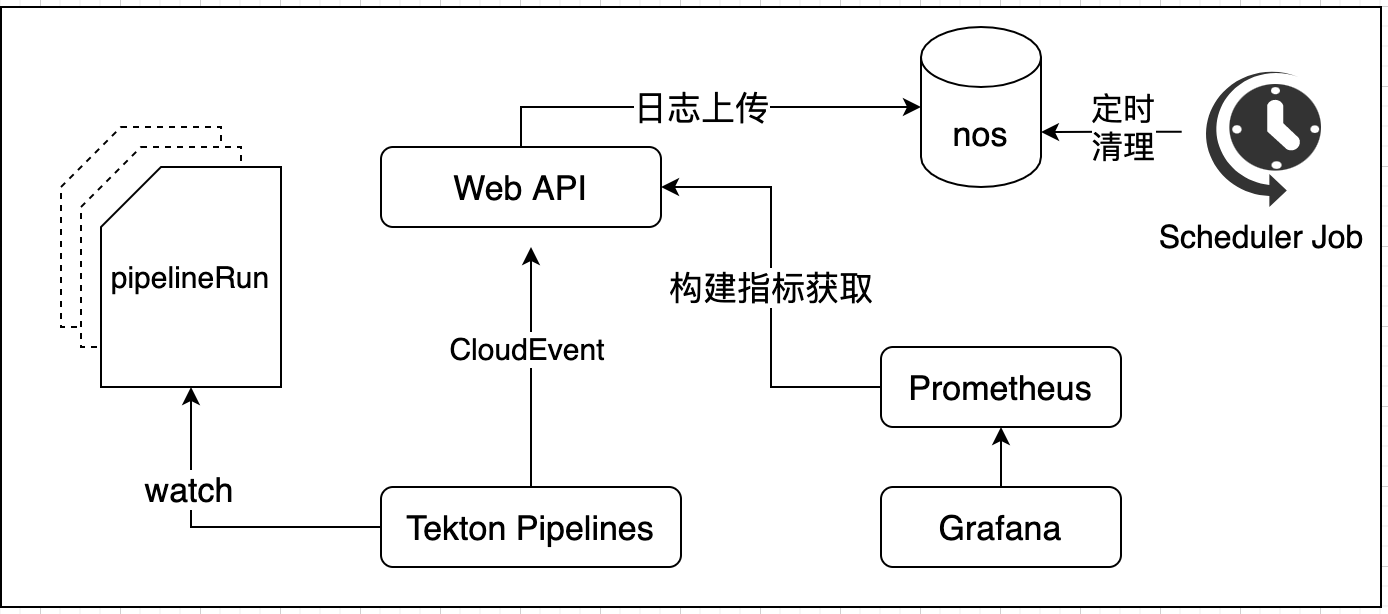 日志上传
nos
定时
清理
Web API
Scheduler Job
pipelineRun
构建指标获取
CloudEvent
Prometheus
watch
Tekton Pipelines
Grafana